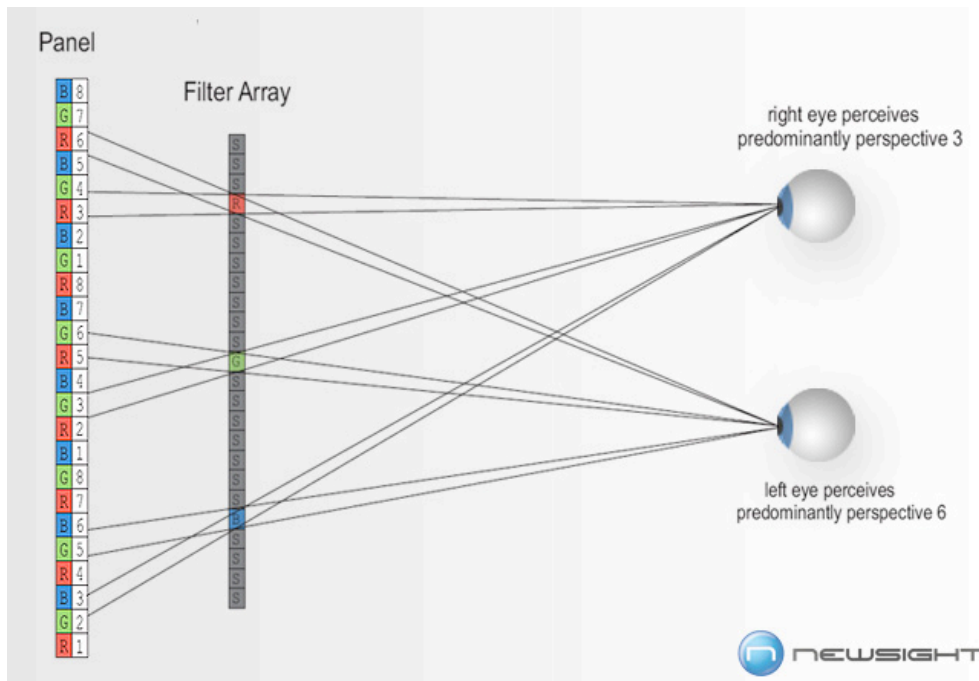 Panel
B 8
G 7
R 6
B 5
G 4
R 3
B 2
G 1
R 8
B 7
G 6
R 5
B 4
G 3
R 2
B 1
G 8
R 7
B 6
G 5
R 4
B 3
G 2
R 1
Filter Array
S
S
S
R
S
S
S
S
S
S
S
G
S
S
S
S
S
S
S
B
S
S
S
S
right eye perceives
predominantly perspective 3
left eye perceives
predominantly perspective 6
n NEWSIGHT